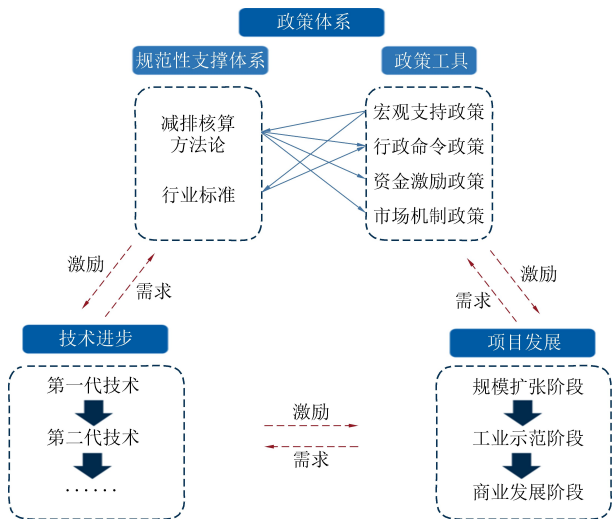 政策体系
规范性支撑体系
政策工具
减排核算
方法论
行业标准
宏观支持政策
行政命令政策
资金激励政策
市场机制政策
激励
需求
激励
需求
技术进步
第一代技术
第二代技术
······
激励
需求
项目发展
规模扩张阶段
工业示范阶段
商业发展阶段